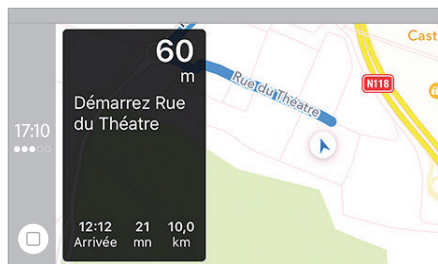 60
m
Démarrez Rue
du Théatre
12:12 21 10,0
Arrivée mn km
17:10
Rue du Théatre
N118
Cast